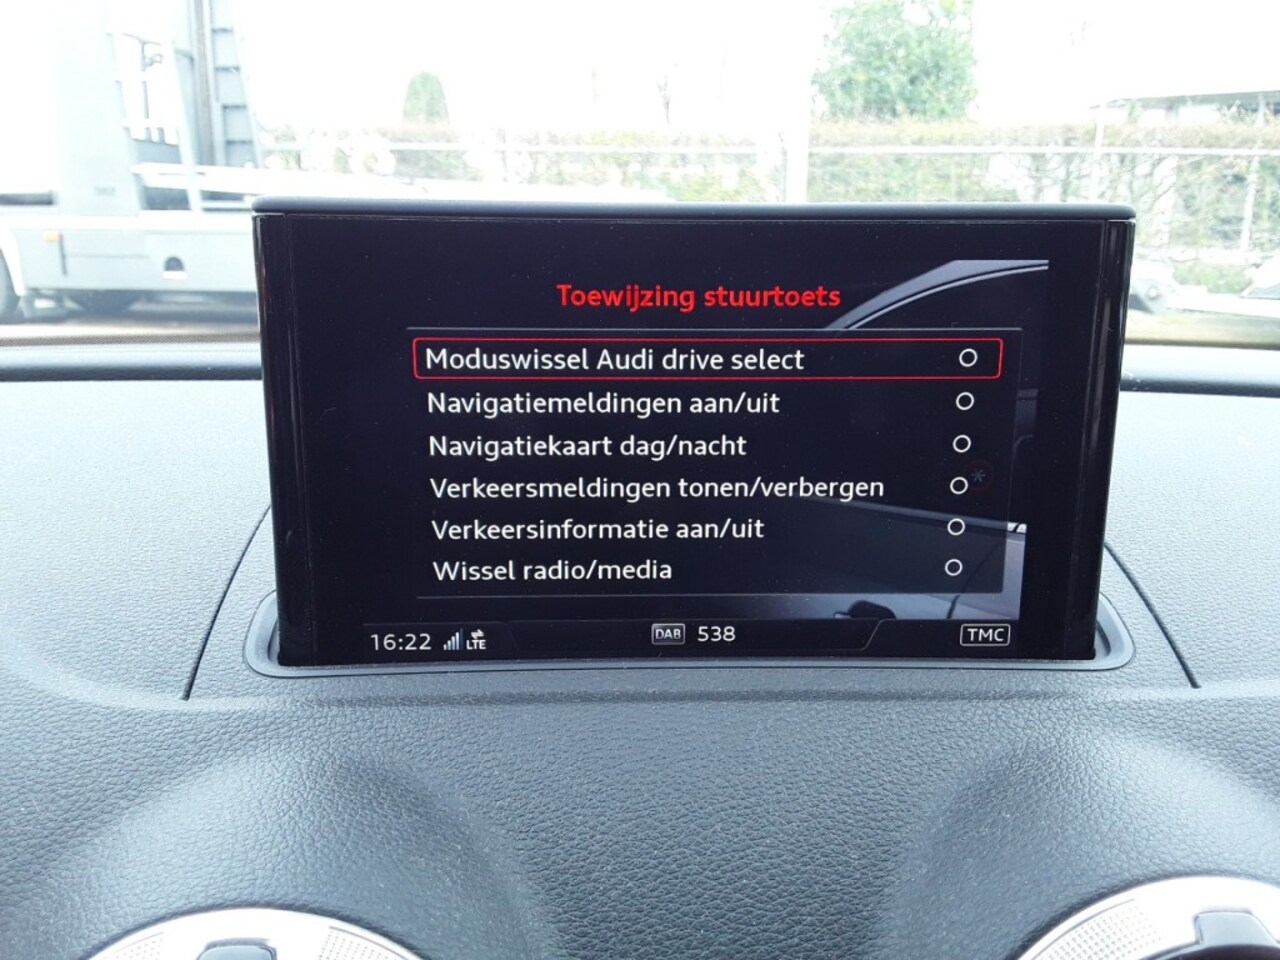 Toewijzing stuurtoets
Moduswissel Audi drive select
Navigatiemeldingen aan/uit
Navigatiekaart dag/nacht
Verkeersmeldingen tonen/verbergen
Verkeersinformatie aan/uit
Wissel radio/media
16:22 LTE DAB 538 TMC